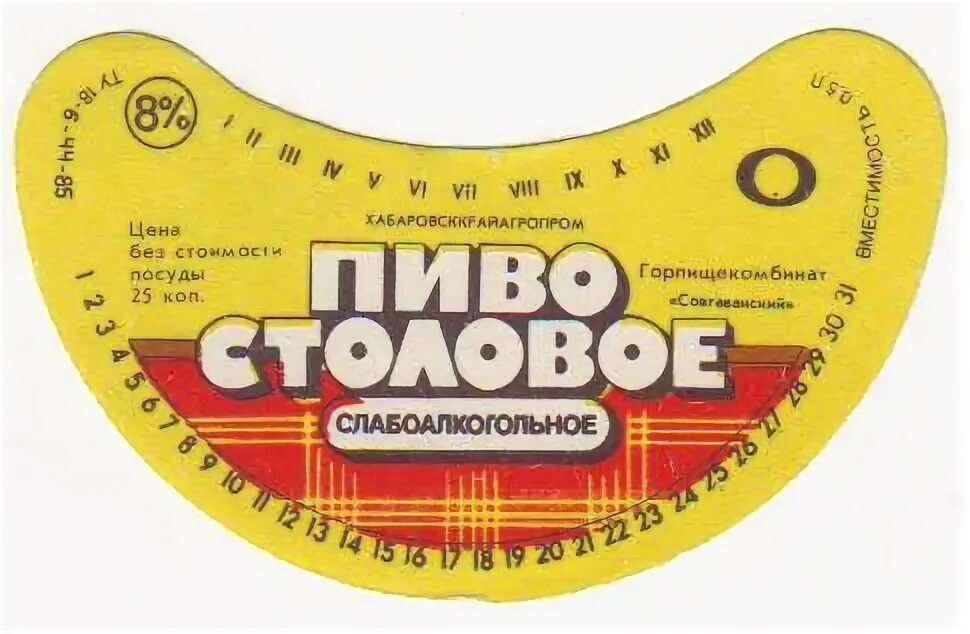 ТУ 18-6-44-85
8%
I II III IV V VI VII VIII IX X XI XII
О
ВМЕСТИМОСТЬ 0,5 Л
ХАБАРОВСККРАЙАГРОПРОМ
Цена
без стоимости
посуды
25 коп.
ПИВО
СТОЛОВОЕ
СЛАБОАЛКОГОЛЬНОЕ
Горпищекомбинат
«Советский»
1 2 3 4 5 6 7 8 9 10 11 12 13 14 15 16 17 18 19 20 21 22 23 24 25 26 27 28 29 30 31